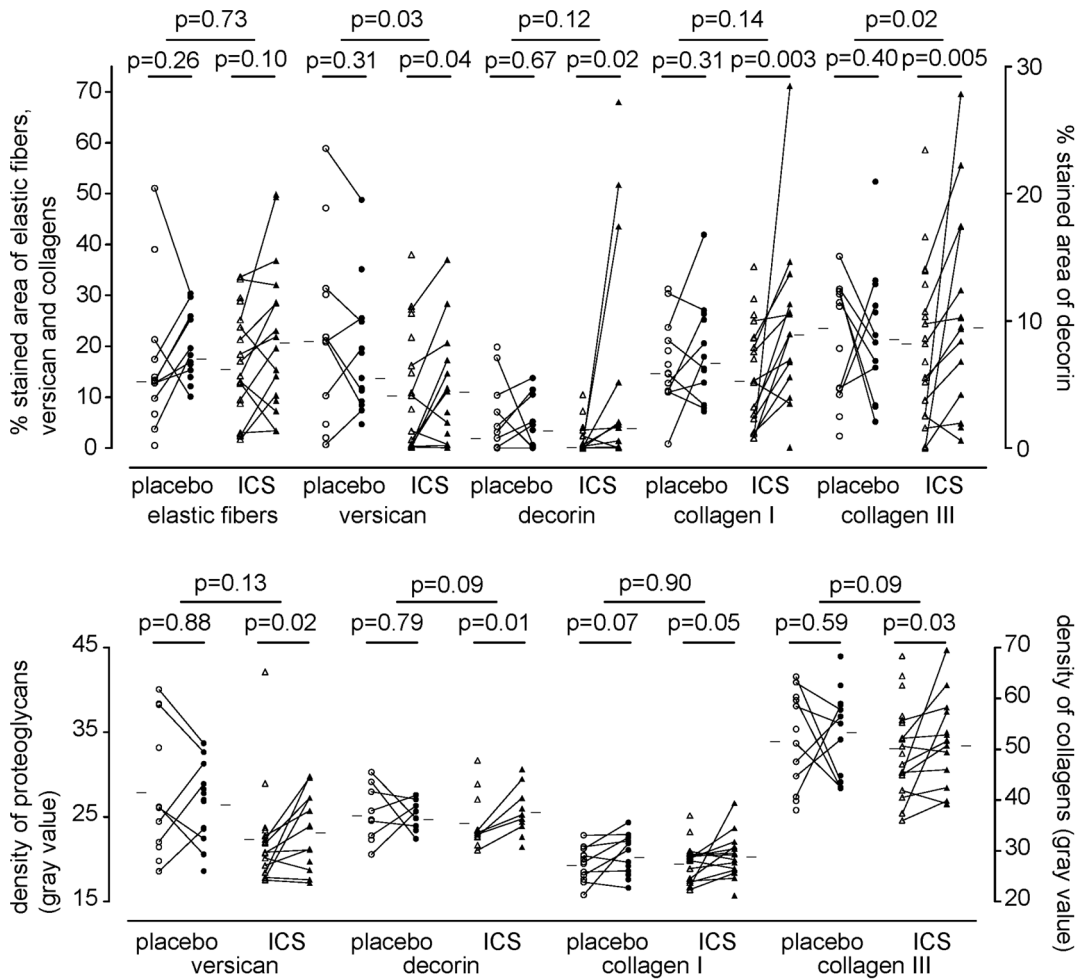 p=0.73 p=0.03 p=0.12 p=0.14 p=0.02
p=0.26 p=0.10 p=0.31 p=0.04 p=0.67 p=0.02 p=0.31 p=0.003 p=0.40 p=0.005
% stained area of elastic fibers,
versican and collagens
70
60
50
40
30
20
10
0
30
20
10
0
% stained area of decorin
placebo ICS placebo ICS placebo ICS placebo ICS placebo ICS
elastic fibers versican decorin collagen I collagen III
p=0.13 p=0.09 p=0.90 p=0.09
p=0.88 p=0.02 p=0.79 p=0.01 p=0.07 p=0.05 p=0.59 p=0.03
density of proteoglycans
(gray value)
45
35
25
15
70
60
50
40
30
20
density of collagens (gray value)
placebo ICS placebo ICS placebo ICS placebo ICS
versican decorin collagen I collagen III